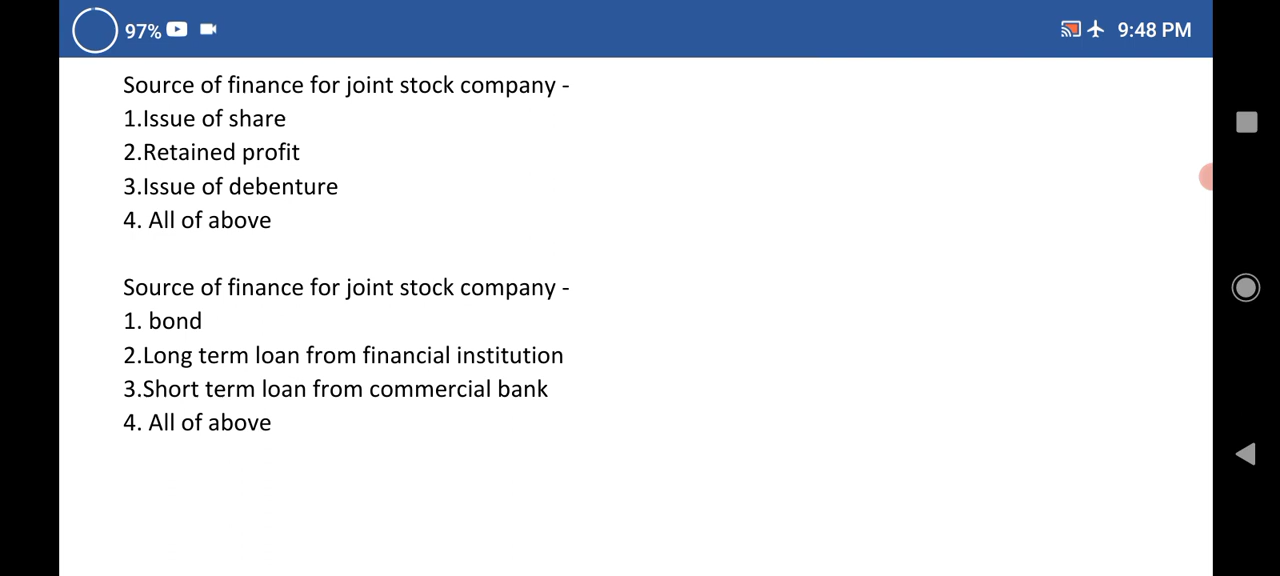 97% 9:48 PM
Source of finance for joint stock company -
1.Issue of share
2.Retained profit
3.Issue of debenture
4. All of above
Source of finance for joint stock company -
1. bond
2.Long term loan from financial institution
3.Short term loan from commercial bank
4. All of above